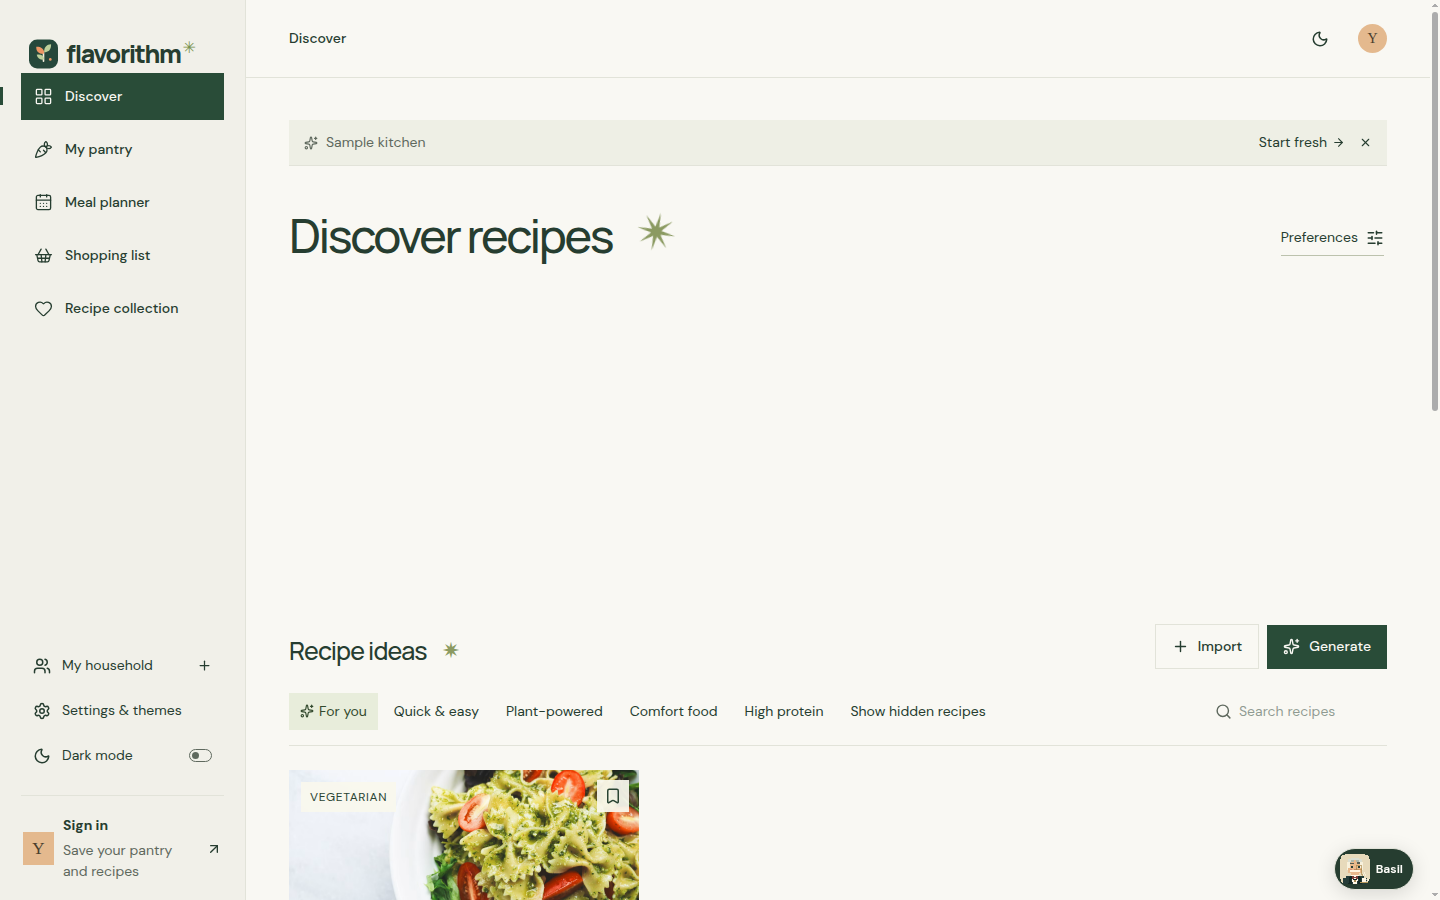 flavorithm
Discover
My pantry
Meal planner
Shopping list
Recipe collection
My household
Settings & themes
Dark mode
Y
Sign in
Save your pantry
and recipes
Discover
Y
Sample kitchen
Start fresh
Discover recipes
Preferences
Recipe ideas
Import
Generate
For you
Quick & easy
Plant-powered
Comfort food
High protein
Show hidden recipes
Search recipes
VEGETARIAN
Basil